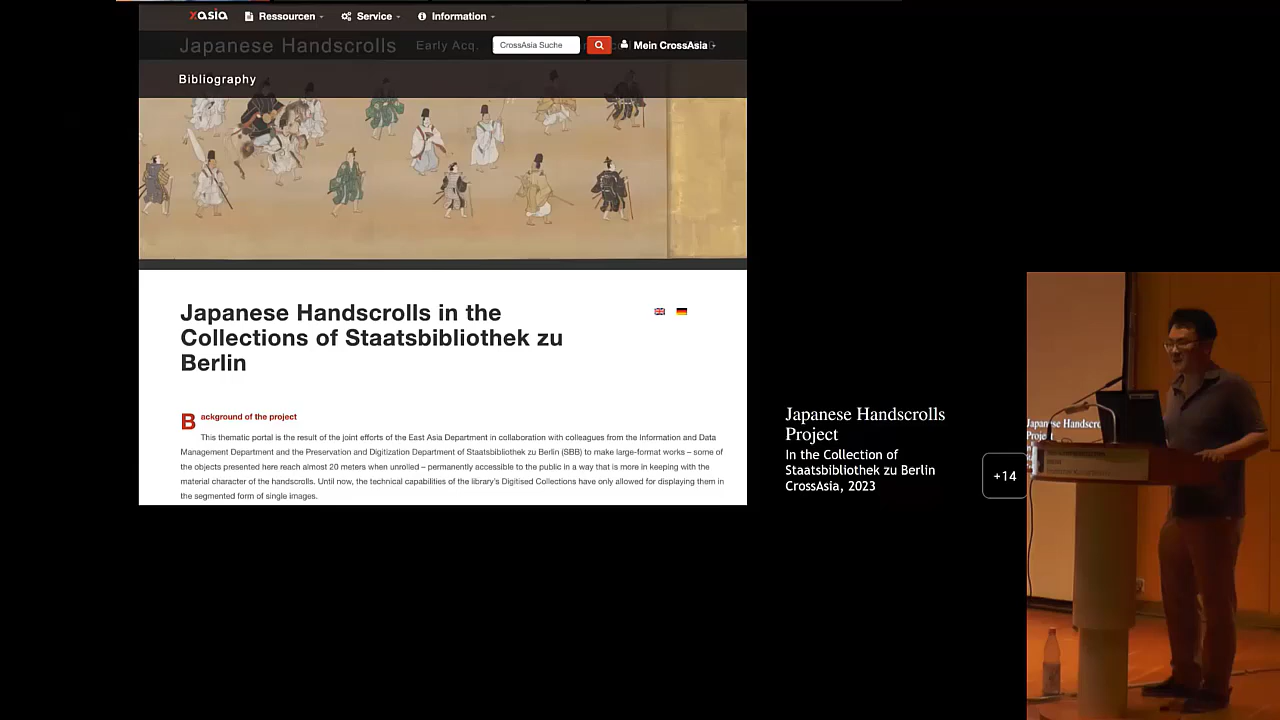 xasia Ressourcen Service Information
Japanese Handscrolls Early Acq. CrossAsia Suche Mein CrossAsia
Bibliography
Japanese Handscrolls in the
Collections of Staatsbibliothek zu
Berlin
Background of the project
This thematic portal is the result of the joint efforts of the East Asia Department in collaboration with colleagues from the Information and Data
Management Department and the Preservation and Digitization Department of Staatsbibliothek zu Berlin (SBB) to make large-format works – some of
the objects presented here reach almost 20 meters when unrolled – permanently accessible to the public in a way that is more in keeping with the
material character of the handscrolls. Until now, the technical capabilities of the library's Digitised Collections have only allowed for displaying them in
the segmented form of single images.
Japanese Handscrolls
Project
In the Collection of
Staatsbibliothek zu Berlin
CrossAsia, 2023
+14
Japanese Handscro
Project